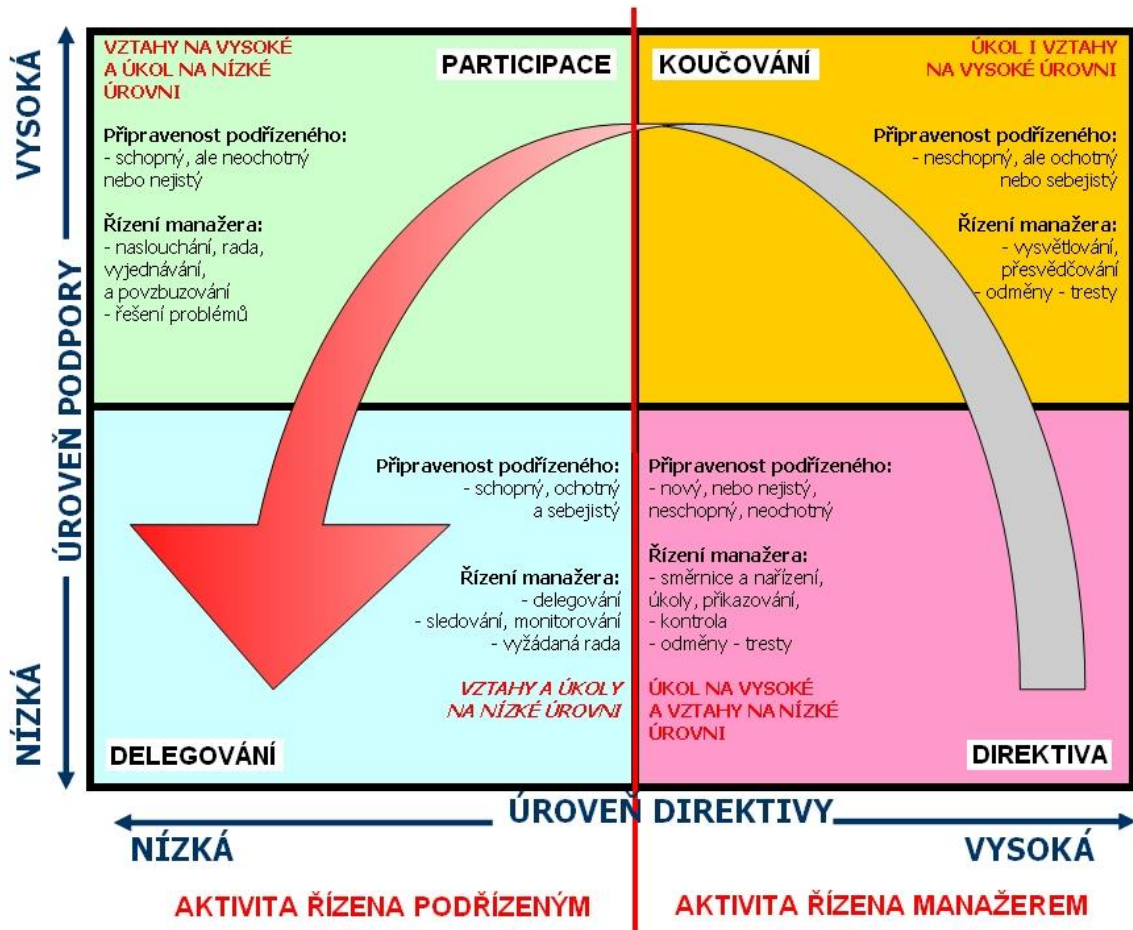 VYSOKÁ
ÚROVEŇ PODPORY
NÍZKÁ
VZTAHY NA VYSOKÉ
A ÚKOL NA NÍZKÉ
ÚROVNI
PARTICIPACE
Připravenost podřízeného:
- schopný, ale neochotný
nebo nejistý
Řízení manažera:
- naslouchání, rada,
vyjednávání,
a povzbuzování
- řešení problémů
KOUČOVÁNÍ
ÚKOL I VZTAHY
NA VYSOKÉ ÚROVNI
Připravenost podřízeného:
- neschopný, ale ochotný
nebo sebejistý
Řízení manažera:
- vysvětlování,
přesvědčování
- odměny - tresty
Připravenost podřízeného:
- schopný, ochotný
a sebejistý
Řízení manažera:
- delegování
- sledování, monitorování
- vyžádaná rada
VZTAHY A ÚKOLY
NA NÍZKÉ ÚROVNI
DELEGOVÁNÍ
Připravenost podřízeného:
- nový, nebo nejistý,
neschopný, neochotný
Řízení manažera:
- směrnice a nařízení,
úkoly, přikazování,
- kontrola
- odměny - tresty
ÚKOL NA VYSOKÉ
A VZTAHY NA NÍZKÉ
ÚROVNI
DIREKTIVA
ÚROVEŇ DIREKTIVY
NÍZKÁ
VYSOKÁ
AKTIVITA ŘÍZENA PODŘÍZENÝM
AKTIVITA ŘÍZENA MANAŽEREM